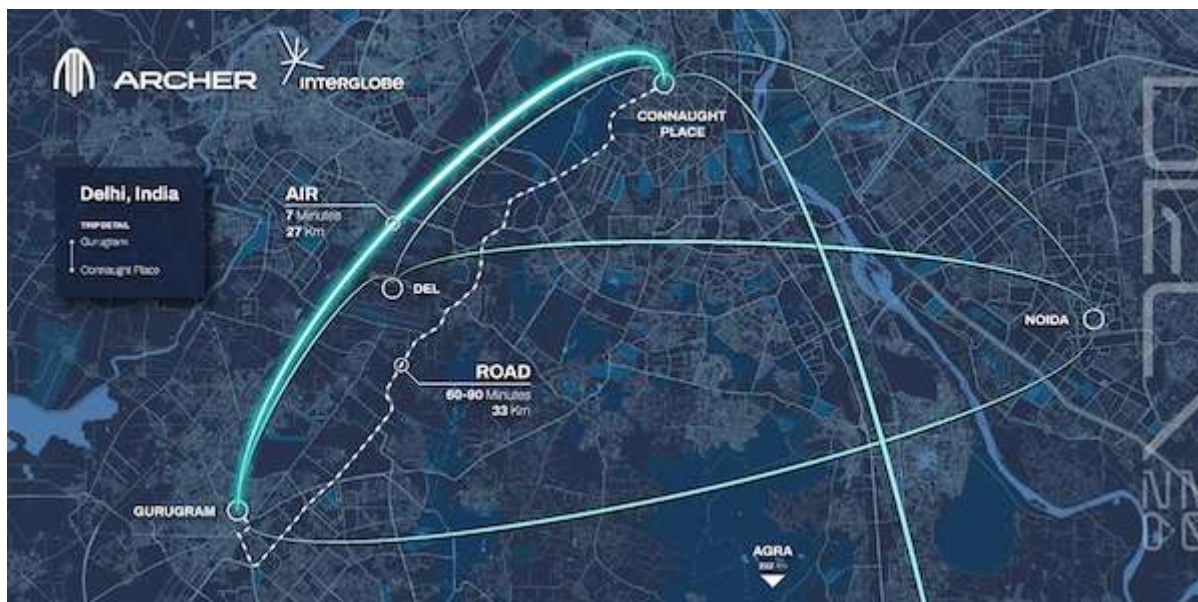 ARCHER
INTERGLOBE
Delhi, India
TRIP DETAIL
Gurugram
Connaught Place
AIR
7 Minutes
27 Km
CONNAUGHT
PLACE
DEL
NOIDA
ROAD
60-90 Minutes
33 Km
GURUGRAM
AGRA
DELHI